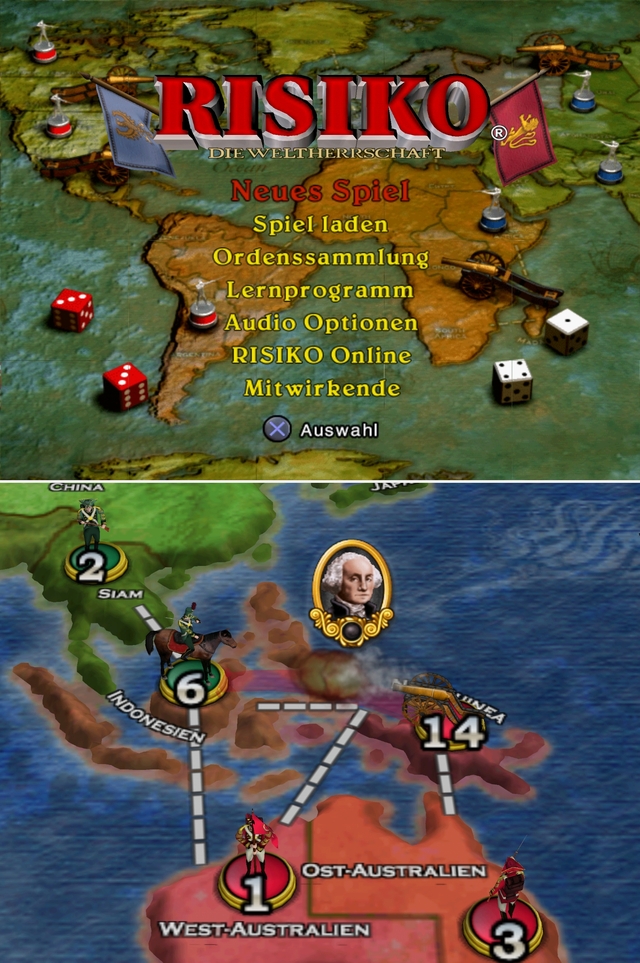 RISIKO®
DIE WELTHERRSCHAFT
Neues Spiel
Spiel laden
Ordenssammlung
Lernprogramm
Audio Optionen
RISIKO Online
Mitwirkende
Auswahl
CHINA
2
SIAM
6
INDONESIEN
14
1
OST-AUSTRALIEN
WEST-AUSTRALIEN
3